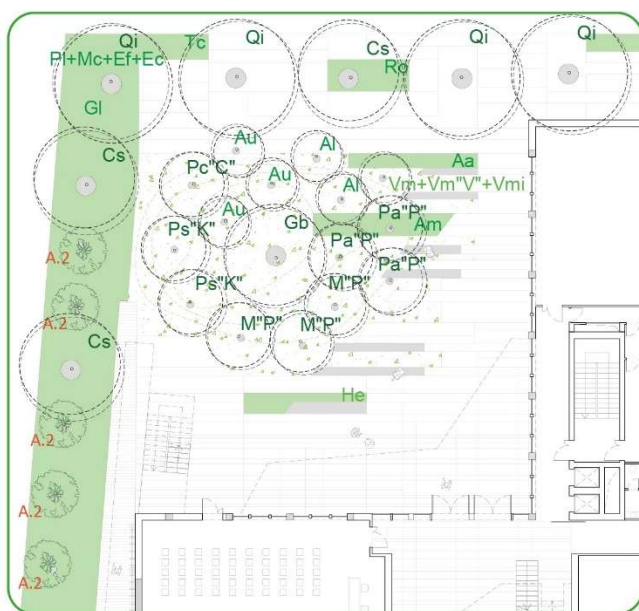 Qi
Tc
Qi
Cs
Qi
Qi
Pl+Mc+Ef+Ec
Ro
Gl
Au
Al
Aa
Cs
Pc"C"
Au
Al
Vm+Vm"V"+Vmi
Au
Gb
Am
Ps"K"
Pa"P"
Pa"P"
A.2
Ps"K"
M"P"
A.2
M"P"
M"P"
Cs
He
A.2
A.2
A.2